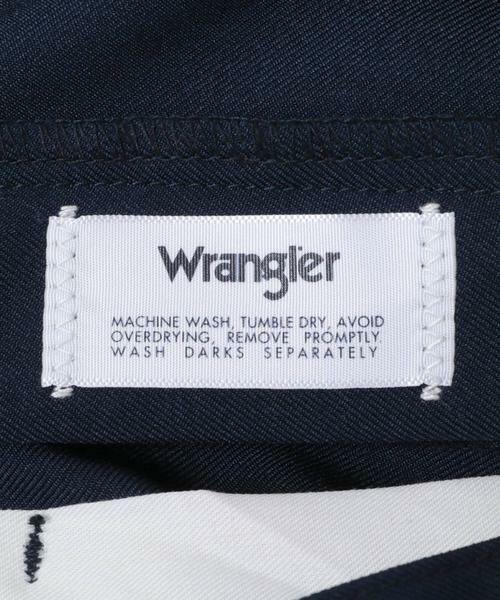 Wrangler
MACHINE WASH, TUMBLE DRY, AVOID
OVERDRYING, REMOVE PROMPTLY.
WASH DARKS SEPARATELY